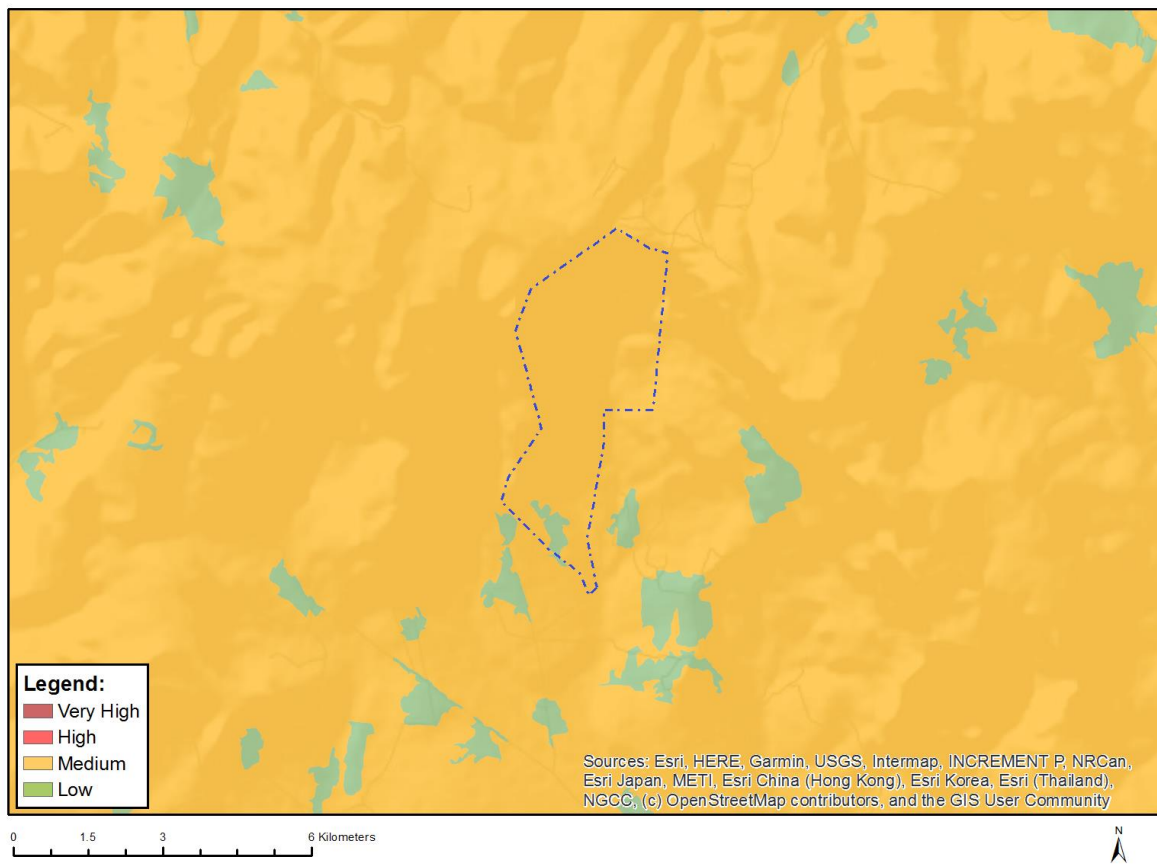 Legend:
Very High
High
Medium
Low
Sources: Esri, HERE, Garmin, USGS, Intermap, INCREMENT P, NRCan,
Esri Japan, METI, Esri China (Hong Kong), Esri Korea, Esri (Thailand),
NGCC, (c) OpenStreetMap contributors, and the GIS User Community
0 1.5 3 6 Kilometers
N